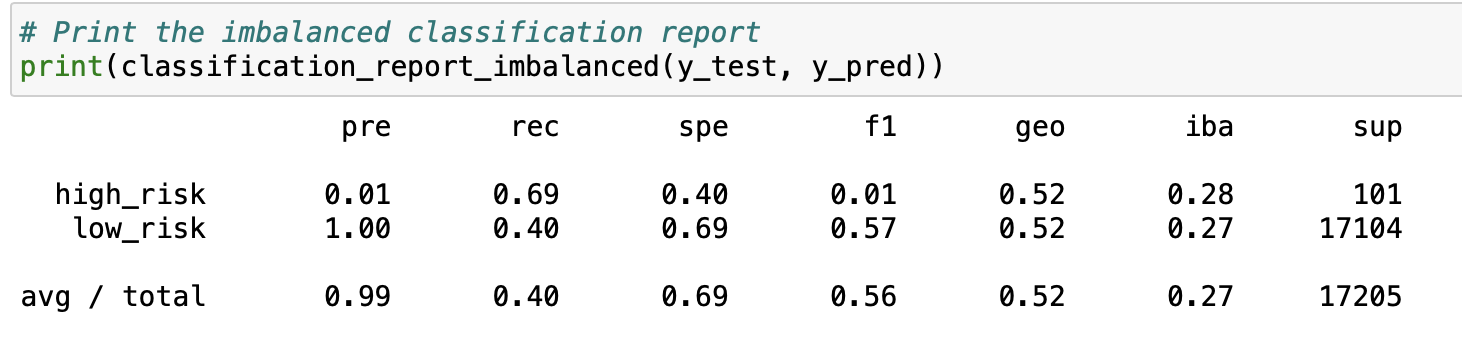 # Print the imbalanced classification report
print(classification_report_imbalanced(y_test, y_pred))
pre rec spe f1 geo iba sup
high_risk 0.01 0.69 0.40 0.01 0.52 0.28 101
low_risk 1.00 0.40 0.69 0.57 0.52 0.27 17104
avg / total 0.99 0.40 0.69 0.56 0.52 0.27 17205